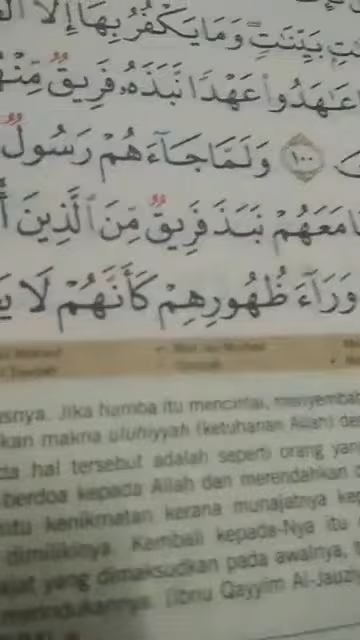 بَيِّنَٰتٍ ۖ وَمَا يَكْفُرُ بِهَآ إِلَّا
عَٰهَدُوا۟ عَهْدًا نَّبَذَهُۥ فَرِيقٌ مِّنْهُ
١٠٠ وَلَمَّا جَآءَهُمْ رَسُولٌ
مَعَهُمْ نَبَذَ فَرِيقٌ مِّنَ ٱلَّذِينَ أُ
وَرَآءَ ظُهُورِهِمْ كَأَنَّهُمْ لَا يَ
snya. Jika hamba itu mencintai, menyembah
kan makna uluhiyyah (ketuhanan Allah) de
da hal tersebut adalah seperti orang yan
berdoa kepada Allah dan merendahkan d
itu kenikmatan kerana munajatnya ke
dimilikinya. Kembali kepada-Nya itu
ajat yang dimaksudkan pada awalnya,
merindukannya. (Ibnu Qayyim Al-Jauzi